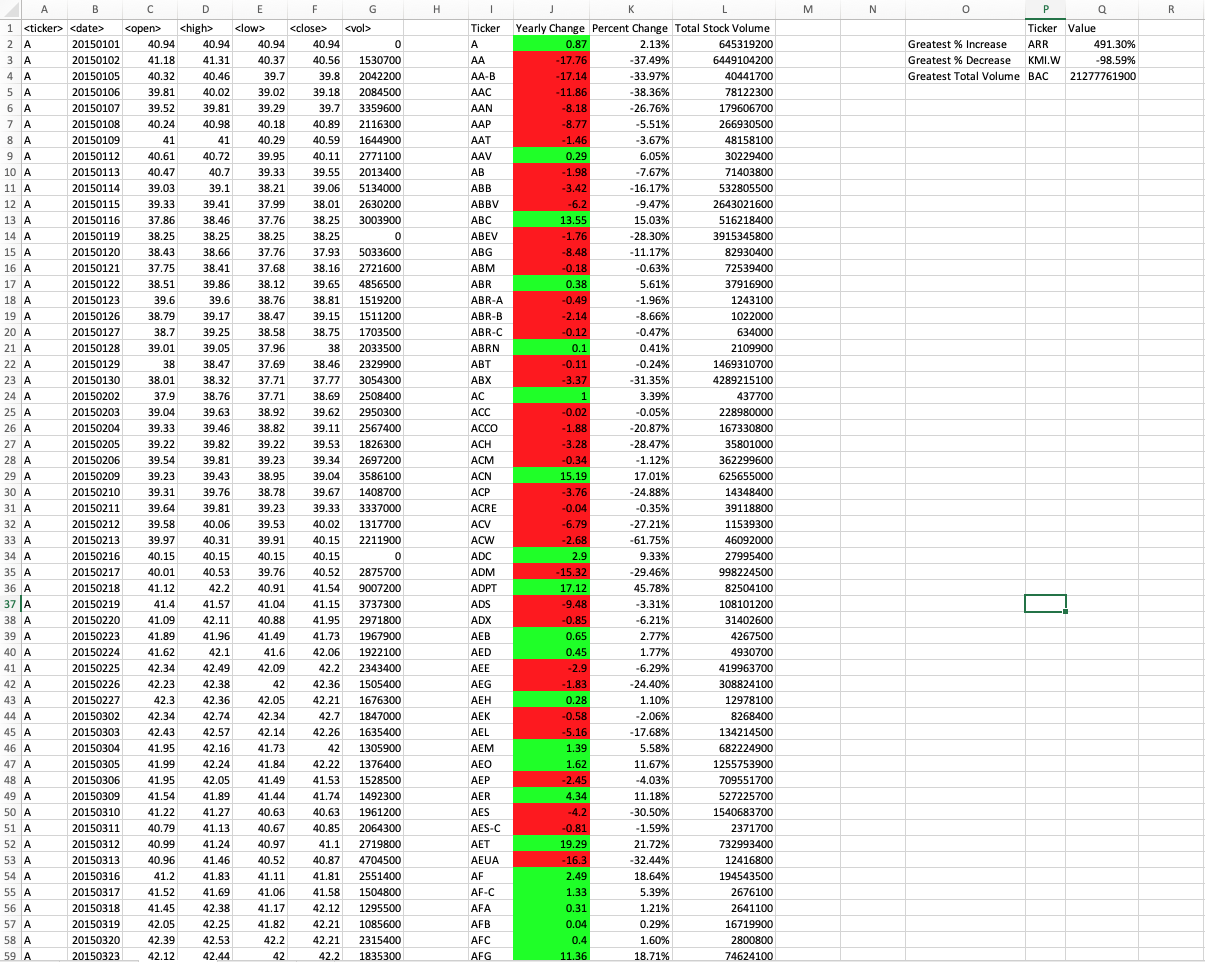 A B C D E F G H I J K L M N O P Q R
1 <ticker> <date> <open> <high> <low> <close> <vol> Ticker Yearly Change Percent Change Total Stock Volume Ticker Value
2 A 20150101 40.94 40.94 40.94 40.94 0 A 0.87 2.13% 645319200 Greatest % Increase ARR 491.30%
3 A 20150102 41.18 41.31 40.37 40.56 1530700 AA -17.76 -37.49% 6449104200 Greatest % Decrease KMI.W -98.59%
4 A 20150105 40.32 40.46 39.7 39.8 2042200 AA-B -17.14 -33.97% 40441700 Greatest Total Volume BAC 21277761900
5 A 20150106 39.81 40.02 39.02 39.18 2084500 AAC -11.86 -38.36% 78122300
6 A 20150107 39.52 39.81 39.29 39.7 3359600 AAN -8.18 -26.76% 179606700
7 A 20150108 40.24 40.98 40.18 40.89 2116300 AAP -8.77 -5.51% 266930500
8 A 20150109 41 41 40.29 40.59 1644900 AAT -1.46 -3.67% 48158100
9 A 20150112 40.61 40.72 39.95 40.11 2771100 AAV 0.29 6.05% 30229400
10 A 20150113 40.47 40.7 39.33 39.55 2013400 AB -1.98 -7.67% 71403800
11 A 20150114 39.03 39.1 38.21 39.06 5134000 ABB -3.42 -16.17% 532805500
12 A 20150115 39.33 39.41 37.99 38.01 2630200 ABBV -6.2 -9.47% 2643021600
13 A 20150116 37.86 38.46 37.76 38.25 3003900 ABC 13.55 15.03% 516218400
14 A 20150119 38.25 38.25 38.25 38.25 0 ABEV -1.76 -28.30% 3915345800
15 A 20150120 38.43 38.66 37.76 37.93 5033600 ABG -8.48 -11.17% 82930400
16 A 20150121 37.75 38.41 37.68 38.16 2721600 ABM -0.18 -0.63% 72539400
17 A 20150122 38.51 39.86 38.12 39.65 4856500 ABR 0.38 5.61% 37916900
18 A 20150123 39.6 39.6 38.76 38.81 1519200 ABR-A -0.49 -1.96% 1243100
19 A 20150126 38.79 39.17 38.47 39.15 1511200 ABR-B -2.14 -8.66% 1022000
20 A 20150127 38.7 39.25 38.58 38.75 1703500 ABR-C -0.12 -0.47% 634000
21 A 20150128 39.01 39.05 37.96 38 2033500 ABRN 0.1 0.41% 2109900
22 A 20150129 38 38.47 37.69 38.46 2329900 ABT -0.11 -0.24% 1469310700
23 A 20150130 38.01 38.32 37.71 37.77 3054300 ABX -3.37 -31.35% 4289215100
24 A 20150202 37.9 38.76 37.71 38.69 2508400 AC 1 3.39% 437700
25 A 20150203 39.04 39.63 38.92 39.62 2950300 ACC -0.02 -0.05% 228980000
26 A 20150204 39.33 39.46 38.82 39.11 2567400 ACCO -1.88 -20.87% 167330800
27 A 20150205 39.22 39.82 39.22 39.53 1826300 ACH -3.28 -28.47% 35801000
28 A 20150206 39.54 39.81 39.23 39.34 2697200 ACM -0.34 -1.12% 362299600
29 A 20150209 39.23 39.43 38.95 39.04 3586100 ACN 15.19 17.01% 625655000
30 A 20150210 39.31 39.76 38.78 39.67 1408700 ACP -3.76 -24.88% 14348400
31 A 20150211 39.64 39.81 39.23 39.33 3337000 ACRE -0.04 -0.35% 39118800
32 A 20150212 39.58 40.06 39.53 40.02 1317700 ACV -6.79 -27.21% 11539300
33 A 20150213 39.97 40.31 39.91 40.15 2211900 ACW -2.68 -61.75% 46092000
34 A 20150216 40.15 40.15 40.15 40.15 0 ADC 2.9 9.33% 27995400
35 A 20150217 40.01 40.53 39.76 40.52 2875700 ADM -15.32 -29.46% 998224500
36 A 20150218 41.12 42.2 40.91 41.54 9007200 ADPT 17.12 45.78% 82504100
37 A 20150219 41.4 41.57 41.04 41.15 3737300 ADS -9.48 -3.31% 108101200
38 A 20150220 41.09 42.11 40.88 41.95 2971800 ADX -0.85 -6.21% 31402600
39 A 20150223 41.89 41.96 41.49 41.73 1967900 AEB 0.65 2.77% 4267500
40 A 20150224 41.62 42.1 41.6 42.06 1922100 AED 0.45 1.77% 4930700
41 A 20150225 42.34 42.49 42.09 42.2 2343400 AEE -2.9 -6.29% 419963700
42 A 20150226 42.23 42.38 42 42.36 1505400 AEG -1.83 -24.40% 308824100
43 A 20150227 42.3 42.36 42.05 42.21 1676300 AEH 0.28 1.10% 12978100
44 A 20150302 42.34 42.74 42.34 42.7 1847000 AEK -0.58 -2.06% 8268400
45 A 20150303 42.43 42.57 42.14 42.26 1635400 AEL -5.16 -17.68% 134214500
46 A 20150304 41.95 42.16 41.73 42 1305900 AEM 1.39 5.58% 682224900
47 A 20150305 41.99 42.24 41.84 42.22 1376400 AEO 1.62 11.67% 1255753900
48 A 20150306 41.95 42.05 41.49 41.53 1528500 AEP -2.45 -4.03% 709551700
49 A 20150309 41.54 41.89 41.44 41.74 1492300 AER 4.34 11.18% 527225700
50 A 20150310 41.22 41.27 40.63 40.63 1961200 AES -4.2 -30.50% 1540683700
51 A 20150311 40.79 41.13 40.67 40.85 2064300 AES-C -0.81 -1.59% 2371700
52 A 20150312 40.99 41.24 40.97 41.1 2719800 AET 19.29 21.72% 732993400
53 A 20150313 40.96 41.46 40.52 40.87 4704500 AEUA -16.3 -32.44% 12416800
54 A 20150316 41.2 41.83 41.11 41.81 2551400 AF 2.49 18.64% 194543500
55 A 20150317 41.52 41.69 41.06 41.58 1504800 AF-C 1.33 5.39% 2676100
56 A 20150318 41.45 42.38 41.17 42.12 1295500 AFA 0.31 1.21% 2641100
57 A 20150319 42.05 42.25 41.82 42.21 1085600 AFB 0.04 0.29% 16719900
58 A 20150320 42.39 42.53 42.2 42.21 2315400 AFC 0.4 1.60% 2800800
59 A 20150323 42.12 42.44 42 42.2 1835300 AFG 11.36 18.71% 74624100